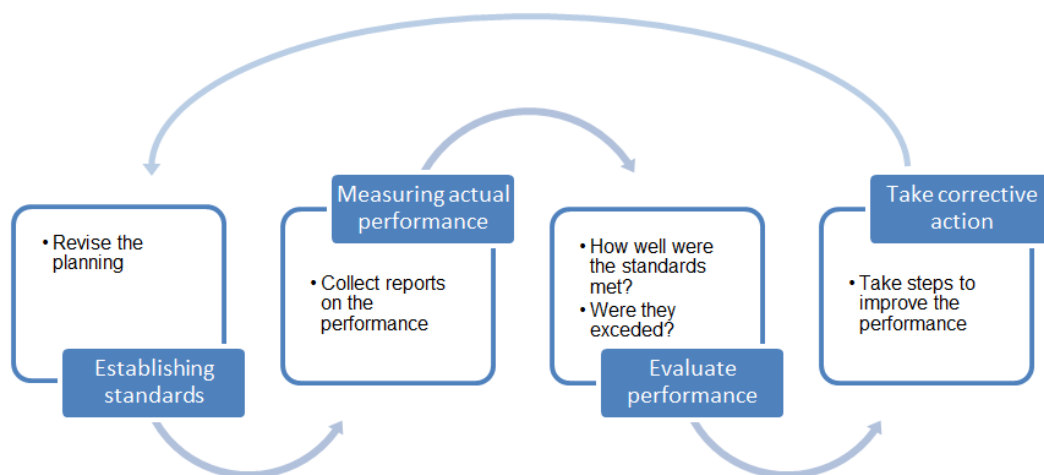 • Revise the
planning
Establishing
standards
Measuring actual
performance
• Collect reports
on the
performance
• How well were
the standards
met?
• Were they
exceded?
Evaluate
performance
Take corrective
action
• Take steps to
improve the
performance